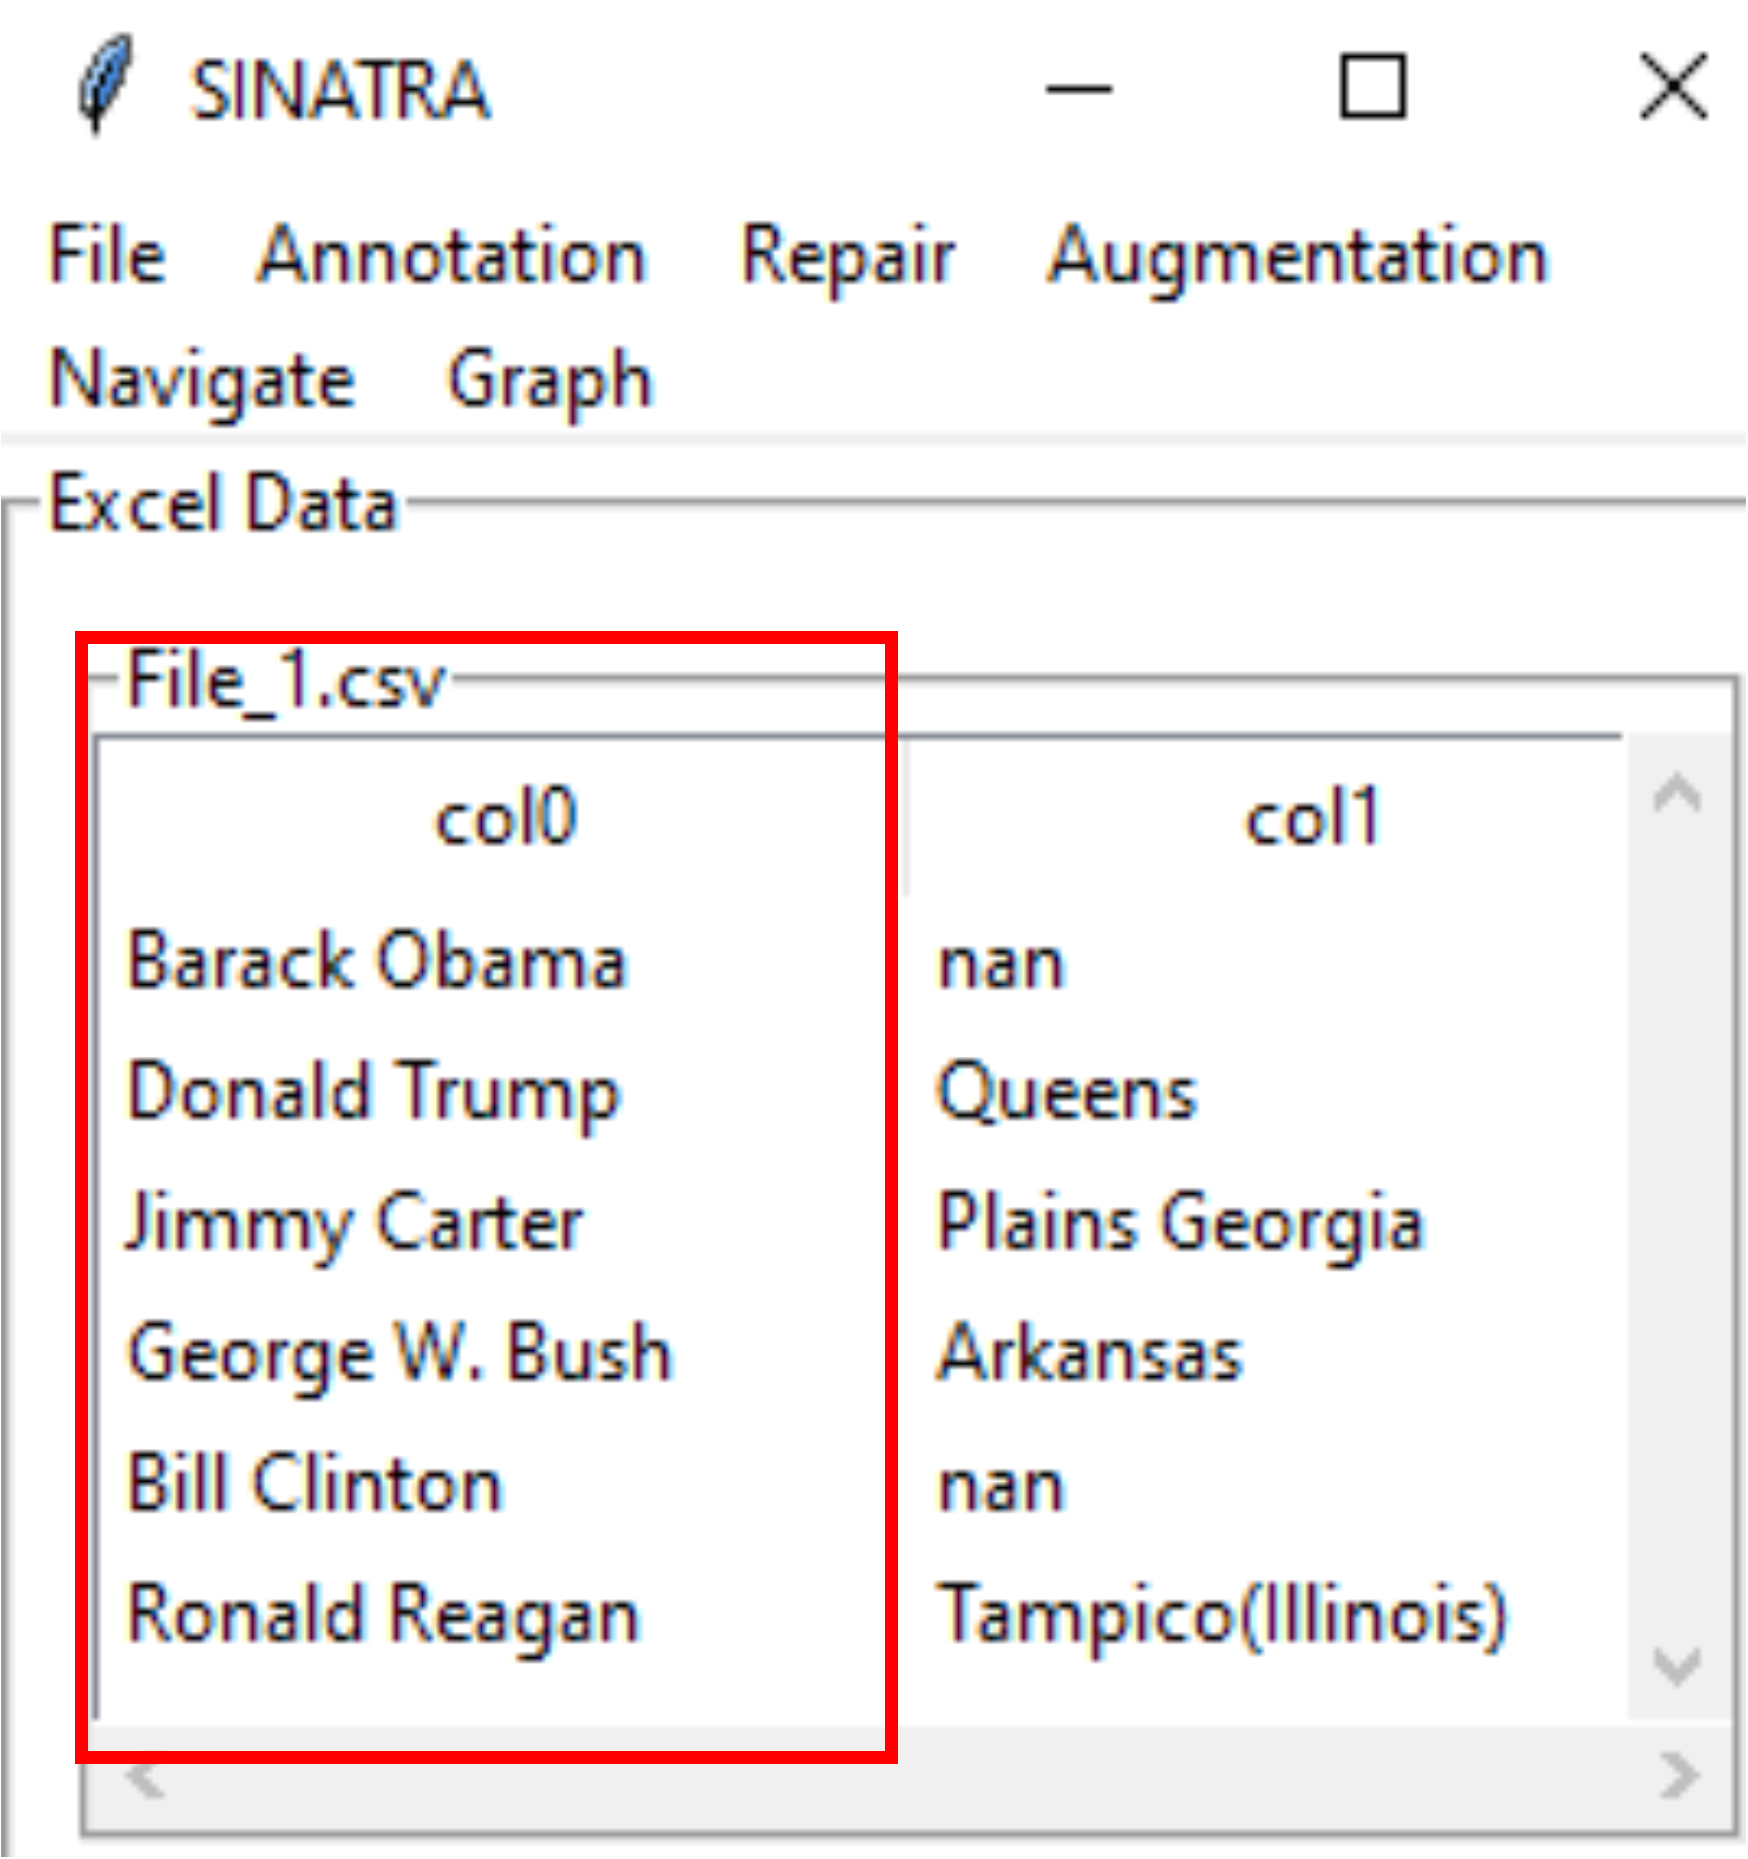 SINATRA
File Annotation Repair Augmentation
Navigate Graph
Excel Data
File_1.csv
col0 col1
Barack Obama nan
Donald Trump Queens
Jimmy Carter Plains Georgia
George W. Bush Arkansas
Bill Clinton nan
Ronald Reagan Tampico(Illinois)